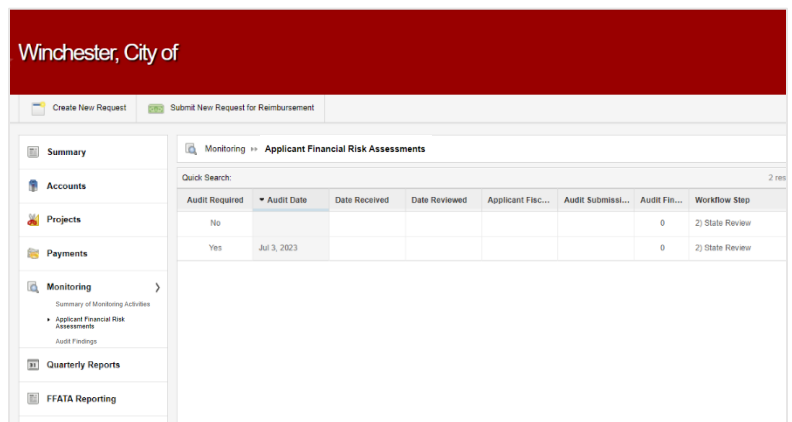 Winchester, City of
Create New Request
Submit New Request for Reimbursement
Summary
Accounts
Projects
Payments
Monitoring
Summary of Monitoring Activities
Applicant Financial Risk
Assessments
Audit Findings
Quarterly Reports
FFATA Reporting
Monitoring ▸▸ Applicant Financial Risk Assessments
Quick Search: 2 res
Audit Required ▾ Audit Date Date Received Date Reviewed Applicant Fisc... Audit Submissi... Audit Fin... Workflow Step
No 0 2) State Review
Yes Jul 3, 2023 0 2) State Review